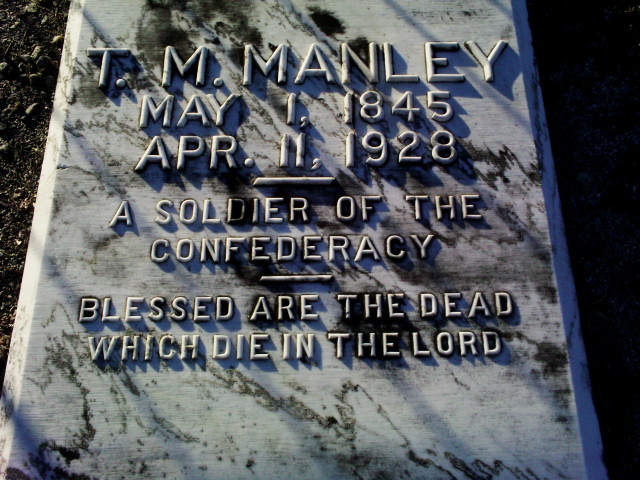 T. M. MANLEY
MAY 1, 1845
APR. 11, 1928
A SOLDIER OF THE
CONFEDERACY
BLESSED ARE THE DEAD
WHICH DIE IN THE LORD